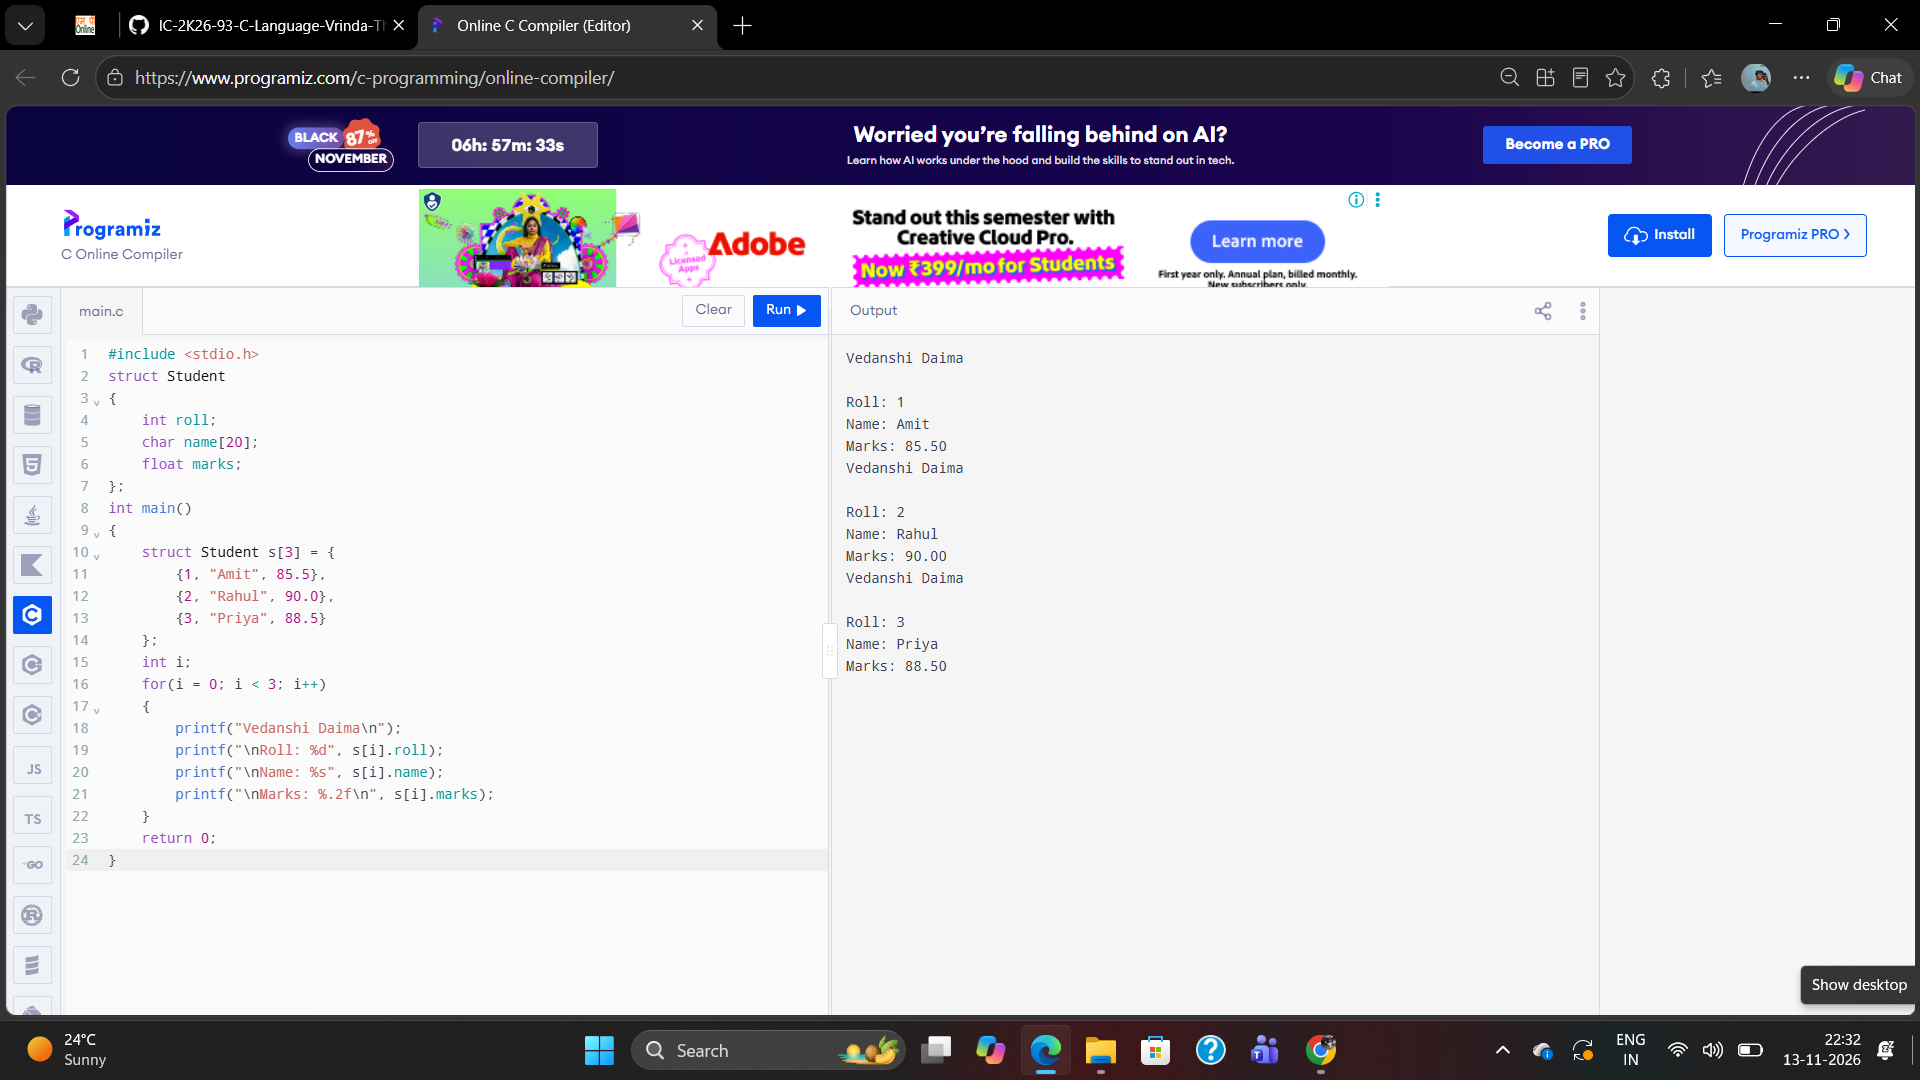 IC-2K26-93-C-Language-Vrinda-Th
Online C Compiler (Editor)
https://www.programiz.com/c-programming/online-compiler/
Chat
BLACK 87% OFF
NOVEMBER
06h: 57m: 33s
Worried you're falling behind on AI?
Learn how AI works under the hood and build the skills to stand out in tech.
Become a PRO
Programiz
C Online Compiler
Licensed Apps
Adobe
Stand out this semester with
Creative Cloud Pro.
Now ₹399/mo for Students
Learn more
First year only. Annual plan, billed monthly.
New subscribers only.
Install
Programiz PRO >
main.c
Clear
Run
Output
1 #include <stdio.h>
2 struct Student
3 {
4     int roll;
5     char name[20];
6     float marks;
7 };
8 int main()
9 {
10     struct Student s[3] = {
11         {1, "Amit", 85.5},
12         {2, "Rahul", 90.0},
13         {3, "Priya", 88.5}
14     };
15     int i;
16     for(i = 0; i < 3; i++)
17     {
18         printf("Vedanshi Daima\n");
19         printf("\nRoll: %d", s[i].roll);
20         printf("\nName: %s", s[i].name);
21         printf("\nMarks: %.2f\n", s[i].marks);
22     }
23     return 0;
24 }
Vedanshi Daima
Roll: 1
Name: Amit
Marks: 85.50
Vedanshi Daima
Roll: 2
Name: Rahul
Marks: 90.00
Vedanshi Daima
Roll: 3
Name: Priya
Marks: 88.50
JS
TS
GO
Show desktop
24°C
Sunny
Search
ENG
IN
22:32
13-11-2026